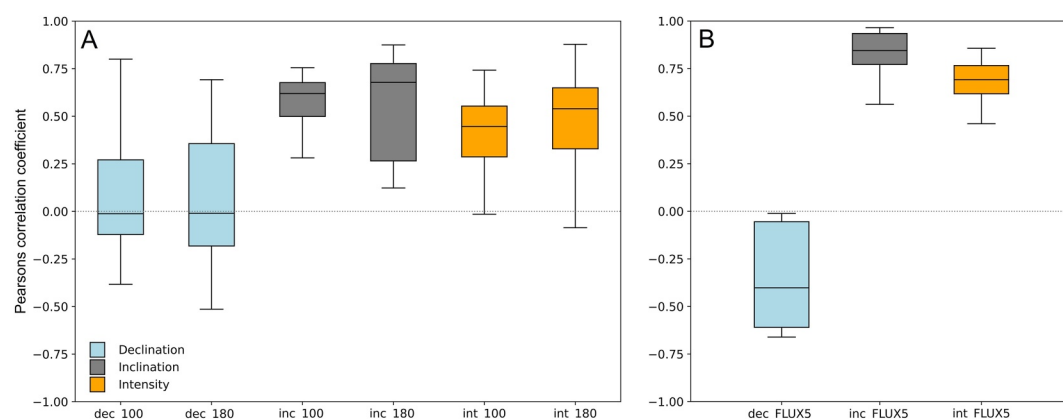 A
Pearsons correlation coefficient
1.00
0.75
0.50
0.25
0.00
−0.25
−0.50
−0.75
−1.00
Declination
Inclination
Intensity
dec_100
dec_180
inc_100
inc_180
int_100
int_180
B
1.00
0.75
0.50
0.25
0.00
−0.25
−0.50
−0.75
−1.00
dec_FLUX5
inc_FLUX5
int_FLUX5